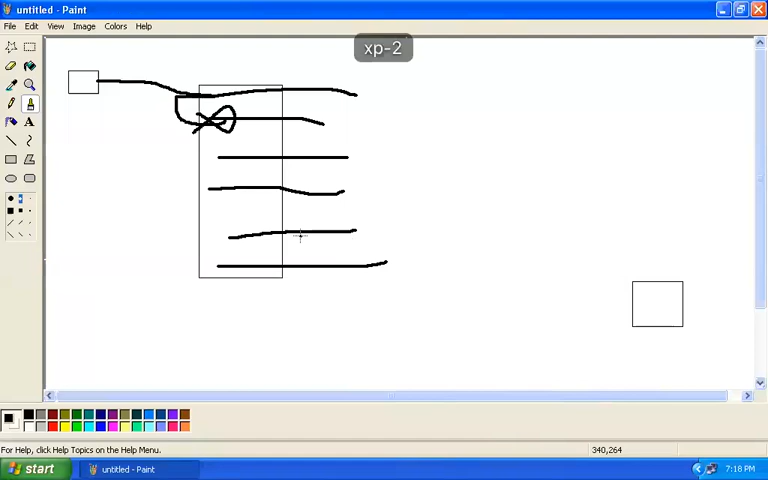 untitled - Paint
File Edit View Image Colors Help
xp-2
A
For Help, click Help Topics on the Help Menu.
340,264
start
untitled - Paint
7:18 PM